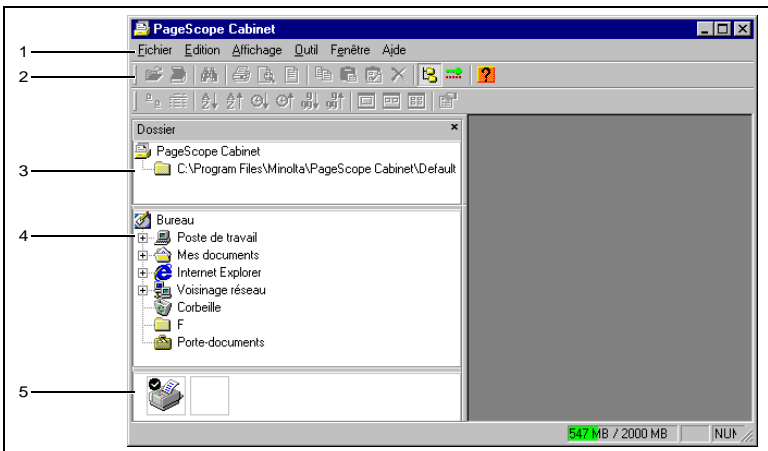 PageScope Cabinet
1
Fichier Edition Affichage Outil Fenêtre Aide
2
Dossier
PageScope Cabinet
3
C:\Program Files\Minolta\PageScope Cabinet\Default
Bureau
4
Poste de travail
Mes documents
Internet Explorer
Voisinage réseau
Corbeille
F
Porte-documents
5
547 MB / 2000 MB
NUM